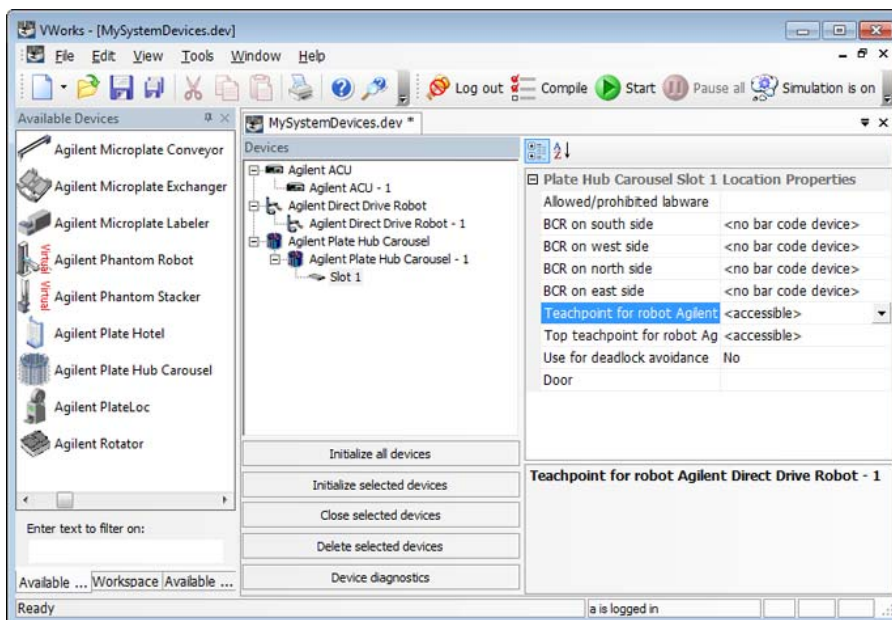 VWorks - [MySystemDevices.dev]
File Edit View Tools Window Help
Log out Compile Start Pause all Simulation is on
Available Devices
Agilent Microplate Conveyor
Agilent Microplate Exchanger
Agilent Microplate Labeler
Virtual
Agilent Phantom Robot
Virtual
Agilent Phantom Stacker
Agilent Plate Hotel
Agilent Plate Hub Carousel
Agilent PlateLoc
Agilent Rotator
Enter text to filter on:
Available ... Workspace Available ...
MySystemDevices.dev *
Devices
Agilent ACU
Agilent ACU - 1
Agilent Direct Drive Robot
Agilent Direct Drive Robot - 1
Agilent Plate Hub Carousel
Agilent Plate Hub Carousel - 1
Slot 1
Initialize all devices
Initialize selected devices
Close selected devices
Delete selected devices
Device diagnostics
Plate Hub Carousel Slot 1 Location Properties
Allowed/prohibited labware
BCR on south side <no bar code device>
BCR on west side <no bar code device>
BCR on north side <no bar code device>
BCR on east side <no bar code device>
Teachpoint for robot Agilent <accessible>
Top teachpoint for robot Ag <accessible>
Use for deadlock avoidance No
Door
Teachpoint for robot Agilent Direct Drive Robot - 1
Ready a is logged in